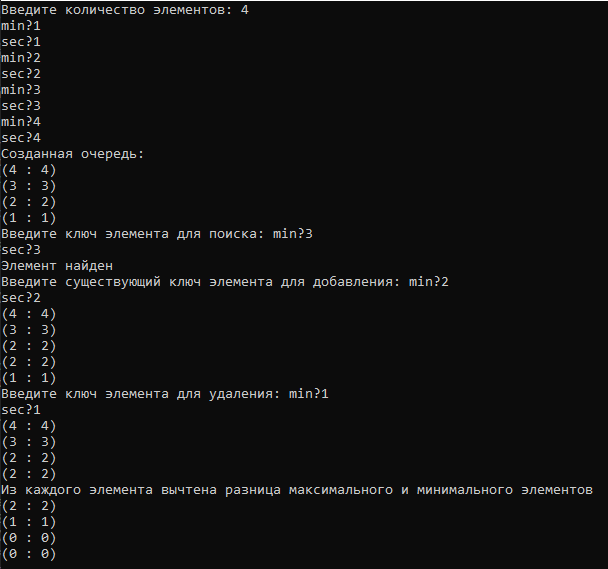 Введите количество элементов: 4
min?1
sec?1
min?2
sec?2
min?3
sec?3
min?4
sec?4
Созданная очередь:
(4 : 4)
(3 : 3)
(2 : 2)
(1 : 1)
Введите ключ элемента для поиска: min?3
sec?3
Элемент найден
Введите существующий ключ элемента для добавления: min?2
sec?2
(4 : 4)
(3 : 3)
(2 : 2)
(2 : 2)
(1 : 1)
Введите ключ элемента для удаления: min?1
sec?1
(4 : 4)
(3 : 3)
(2 : 2)
(2 : 2)
Из каждого элемента вычтена разница максимального и минимального элементов
(2 : 2)
(1 : 1)
(0 : 0)
(0 : 0)